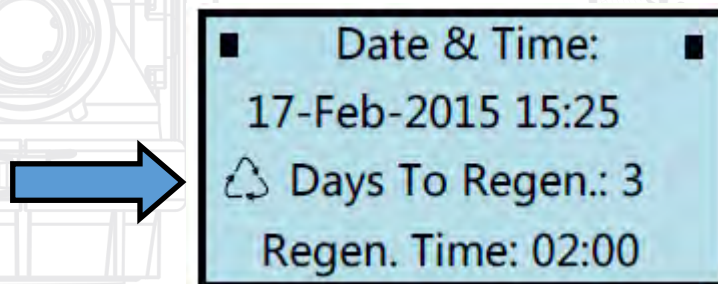 Date & Time:
17-Feb-2015 15:25
Days To Regen.: 3
Regen. Time: 02:00